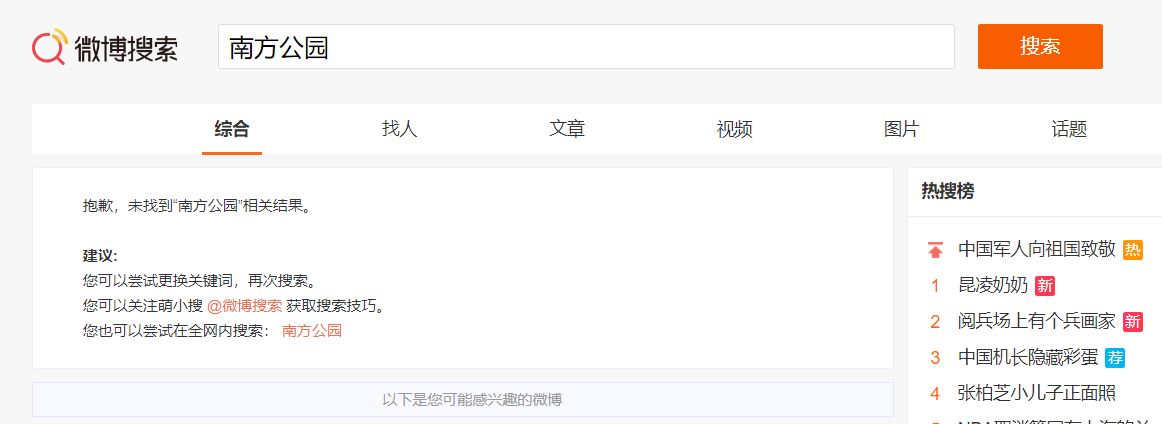 微博搜索
南方公园
搜索
综合
找人
文章
视频
图片
话题
抱歉，未找到“南方公园”相关结果。
建议:
您可以尝试更换关键词，再次搜索。
您可以关注萌小搜 @微博搜索 获取搜索技巧。
您也可以尝试在全网内搜索： 南方公园
以下是您可能感兴趣的微博
热搜榜
中国军人向祖国致敬 热
1 昆凌奶奶 新
2 阅兵场上有个兵画家 新
3 中国机长隐藏彩蛋 荐
4 张柏芝小儿子正面照